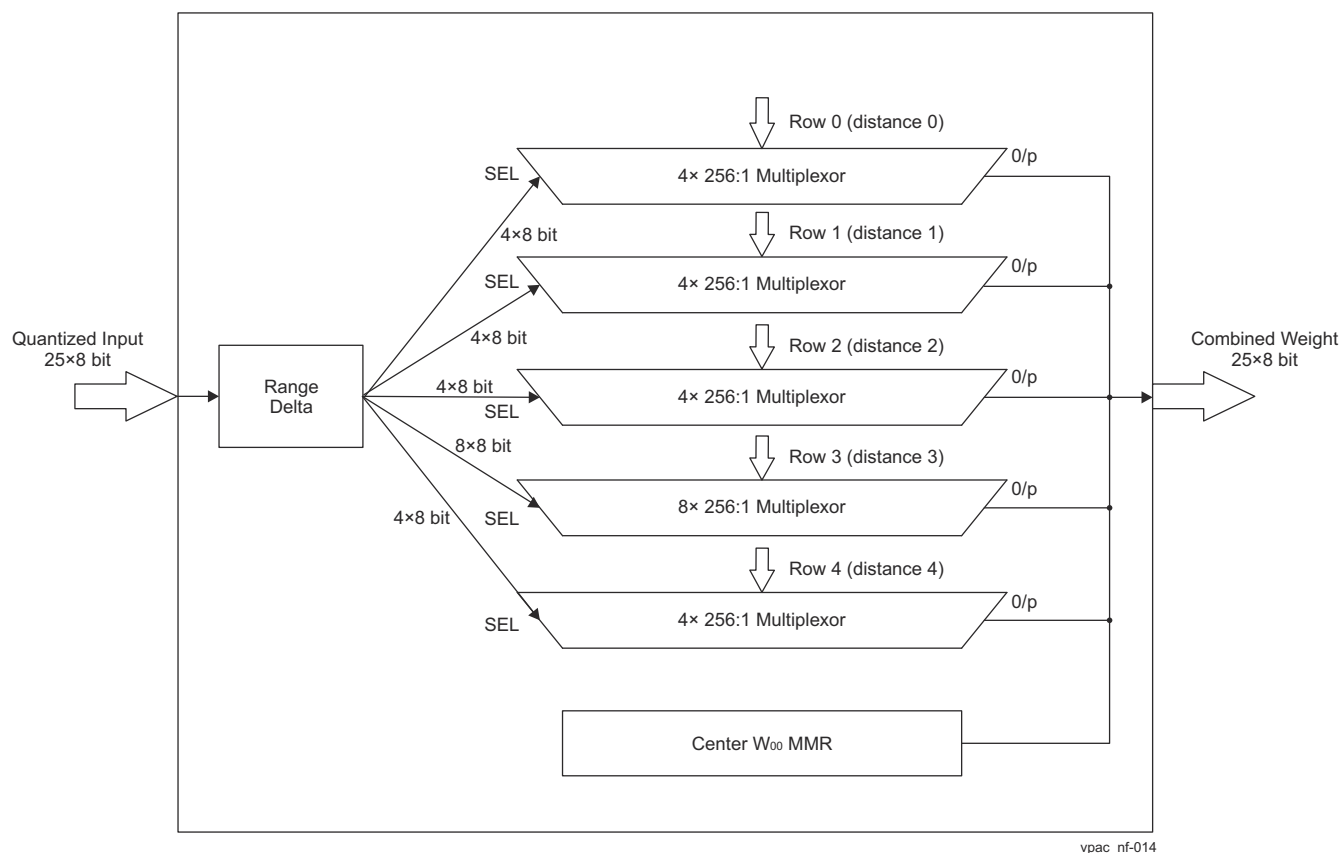 Row 0 (distance 0)
0/p
SEL
4× 256:1 Multiplexor
4×8 bit
Row 1 (distance 1)
0/p
SEL
4× 256:1 Multiplexor
4×8 bit
Quantized Input
25×8 bit
Range
Delta
Row 2 (distance 2)
0/p
4×8 bit
SEL
4× 256:1 Multiplexor
Combined Weight
25×8 bit
8×8 bit
Row 3 (distance 3)
0/p
SEL
8× 256:1 Multiplexor
4×8 bit
Row 4 (distance 4)
0/p
SEL
4× 256:1 Multiplexor
Center W00 MMR
vpac_nf-014